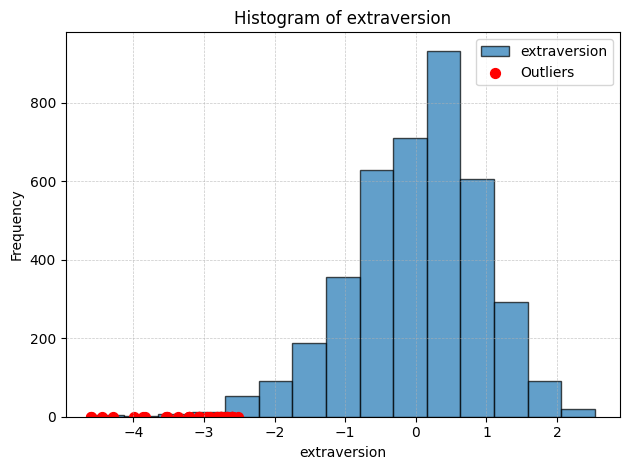 Histogram of extraversion
extraversion
Outliers
Frequency
800
600
400
200
0
−4
−3
−2
−1
0
1
2
extraversion